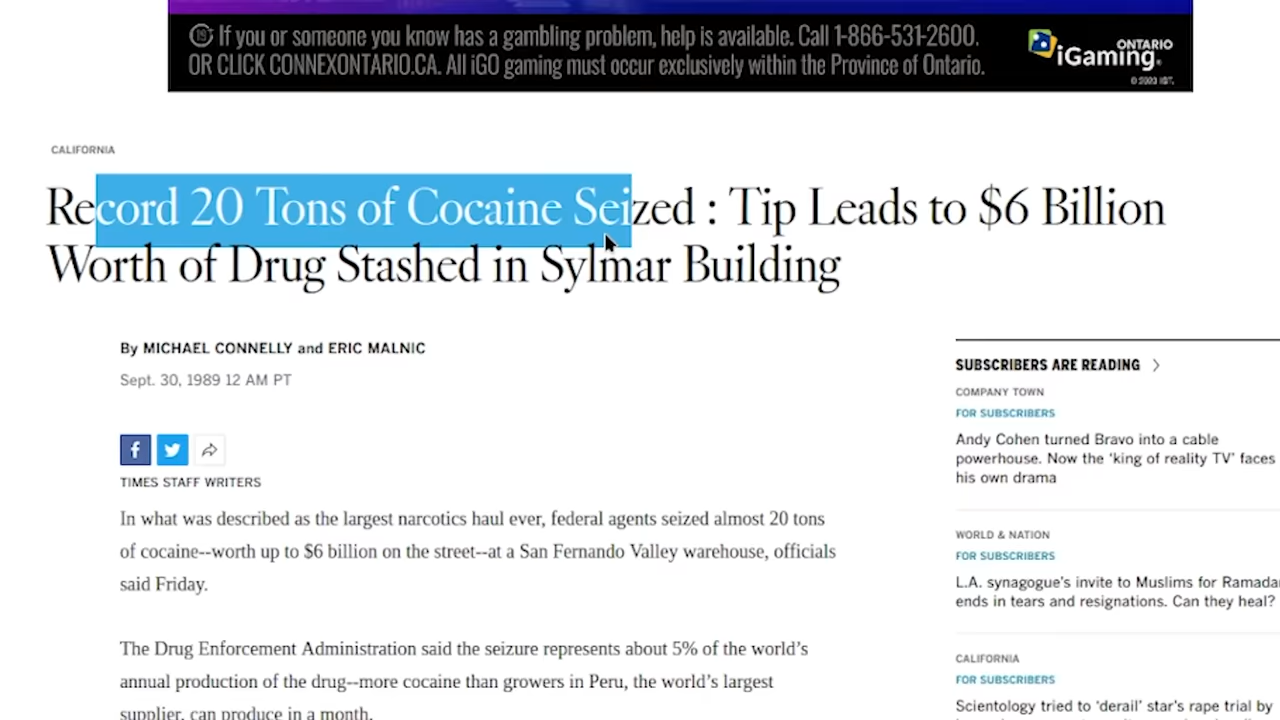 If you or someone you know has a gambling problem, help is available. Call 1-866-531-2600.
OR CLICK CONNEXONTARIO.CA. All iGO gaming must occur exclusively within the Province of Ontario.
iGaming ONTARIO
CALIFORNIA
Record 20 Tons of Cocaine Seized : Tip Leads to $6 Billion
Worth of Drug Stashed in Sylmar Building
By MICHAEL CONNELLY and ERIC MALNIC
Sept. 30, 1989 12 AM PT
TIMES STAFF WRITERS
In what was described as the largest narcotics haul ever, federal agents seized almost 20 tons
of cocaine--worth up to $6 billion on the street--at a San Fernando Valley warehouse, officials
said Friday.
The Drug Enforcement Administration said the seizure represents about 5% of the world's
annual production of the drug--more cocaine than growers in Peru, the world's largest
supplier, can produce in a month.
SUBSCRIBERS ARE READING
COMPANY TOWN
FOR SUBSCRIBERS
Andy Cohen turned Bravo into a cable
powerhouse. Now the 'king of reality TV' faces
his own drama
WORLD & NATION
FOR SUBSCRIBERS
L.A. synagogue's invite to Muslims for Ramada
ends in tears and resignations. Can they heal?
CALIFORNIA
FOR SUBSCRIBERS
Scientology tried to 'derail' star's rape trial by